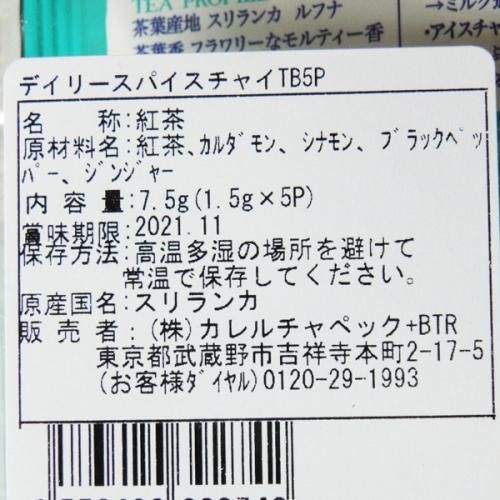 TEA PROFILE
茶葉産地 スリランカ ルフナ
茶葉香 フラワリーなモルティー香
→ミルク
・アイスチャ
デイリースパイスチャイTB5P
名 称:紅茶
原材料名:紅茶、ｶﾙﾀﾞﾓﾝ、ｼﾅﾓﾝ、ﾌﾞﾗｯｸﾍﾟｯ
ﾊﾟｰ、ｼﾞﾝｼﾞｬｰ
内 容 量:7.5g(1.5g×5P)
賞味期限:2021.11
保存方法:高温多湿の場所を避けて
常温で保存してください。
原産国名:スリランカ
販 売 者:(株)カレルチャペック+BTR
東京都武蔵野市吉祥寺本町2-17-5
(お客様ﾀﾞｲﾔﾙ)0120-29-1993